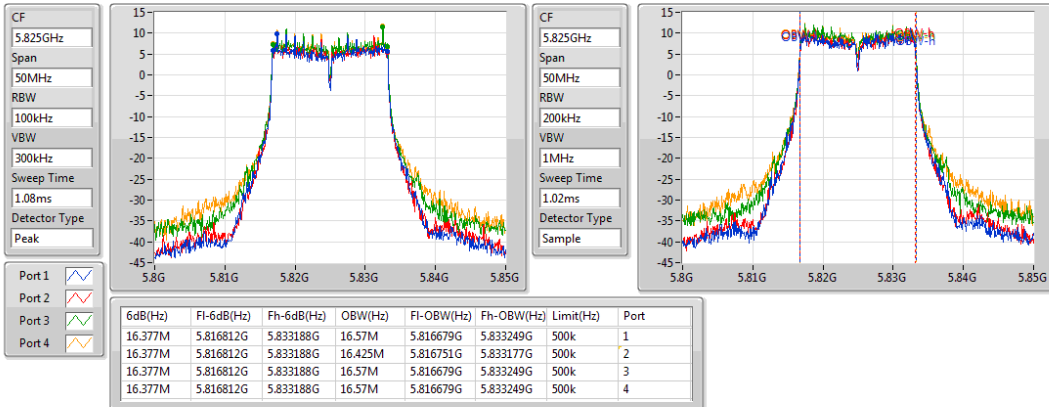 CF
5.825GHz
Span
50MHz
RBW
100kHz
VBW
300kHz
Sweep Time
1.08ms
Detector Type
Peak
15
10
5
0
-5
-10
-15
-20
-25
-30
-35
-40
-45
5.8G 5.81G 5.82G 5.83G 5.84G 5.85G
CF
5.825GHz
Span
50MHz
RBW
200kHz
VBW
1MHz
Sweep Time
1.02ms
Detector Type
Sample
15
10
5
0
-5
-10
-15
-20
-25
-30
-35
-40
-45
5.8G 5.81G 5.82G 5.83G 5.84G 5.85G
Port 1
Port 2
Port 3
Port 4
6dB(Hz) Fl-6dB(Hz) Fh-6dB(Hz) OBW(Hz) Fl-OBW(Hz) Fh-OBW(Hz) Limit(Hz) Port
16.377M 5.816812G 5.833188G 16.57M 5.816679G 5.833249G 500k 1
16.377M 5.816812G 5.833188G 16.425M 5.816751G 5.833177G 500k 2
16.377M 5.816812G 5.833188G 16.57M 5.816679G 5.833249G 500k 3
16.377M 5.816812G 5.833188G 16.57M 5.816679G 5.833249G 500k 4